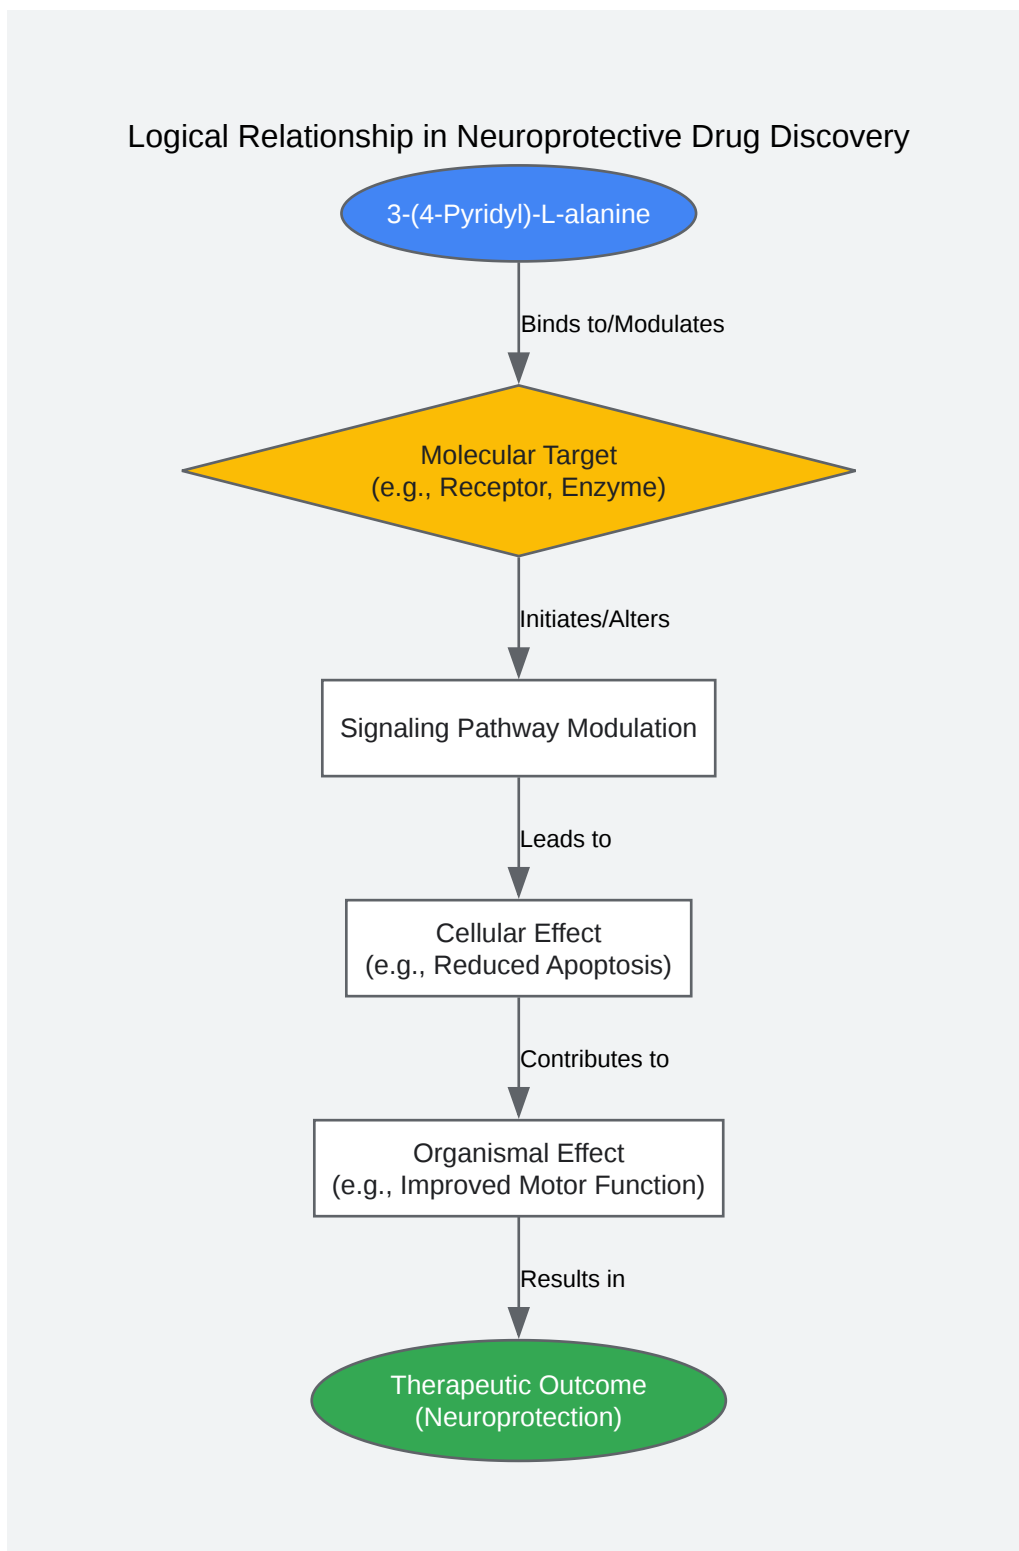 Logical Relationship in Neuroprotective Drug Discovery
3-(4-Pyridyl)-L-alanine
Binds to/Modulates
Molecular Target
(e.g., Receptor, Enzyme)
Initiates/Alters
Signaling Pathway Modulation
Leads to
Cellular Effect
(e.g., Reduced Apoptosis)
Contributes to
Organismal Effect
(e.g., Improved Motor Function)
Results in
Therapeutic Outcome
(Neuroprotection)